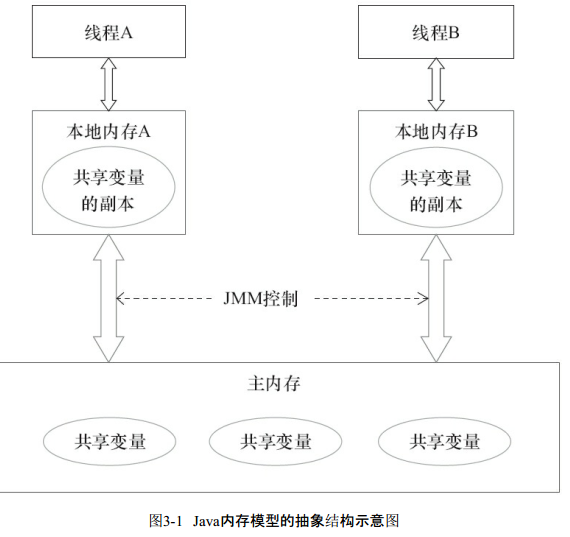 线程A
线程B
本地内存A
本地内存B
共享变量
的副本
共享变量
的副本
JMM控制
主内存
共享变量
共享变量
共享变量
图3-1 Java内存模型的抽象结构示意图